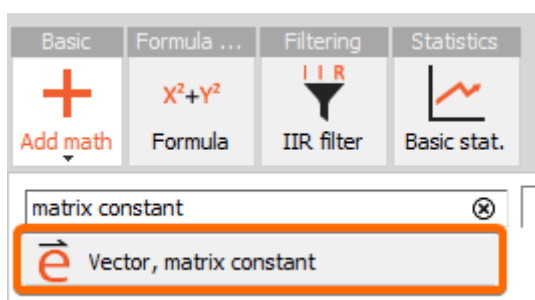 Basic
Formula ...
Filtering
Statistics
X²+Y²
I I R
Add math
Formula
IIR filter
Basic stat.
matrix constant
e Vector, matrix constant